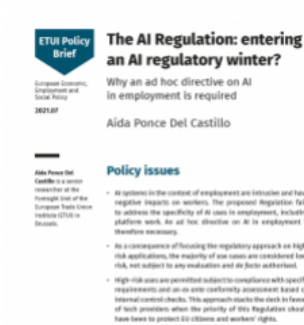 ETUI Policy
Brief
European Economic,
Employment and
Social Policy
2021.07
The AI Regulation: entering
an AI regulatory winter?
Why an ad hoc directive on AI
in employment is required
Aida Ponce Del Castillo
Aida Ponce Del
Castillo is a senior
researcher at the
Foresight Unit of the
European Trade Union
Institute (ETUI) in
Brussels.
Policy issues
• AI systems in the context of employment are intrusive and have
negative impacts on workers. The proposed Regulation fails
to address the specificity of AI uses in employment, including
platform work. An ad hoc directive on AI in employment is
therefore necessary.
• As a consequence of focusing the regulatory approach on high-
risk applications, the majority of use cases are considered low
risk, not subject to any evaluation and de facto authorised.
• High-risk uses are permitted subject to compliance with specific
requirements and an ex ante conformity assessment based on
internal control checks. This approach stacks the deck in favour
of tech providers when the priority of this Regulation should
have been to protect EU citizens and workers' rights.